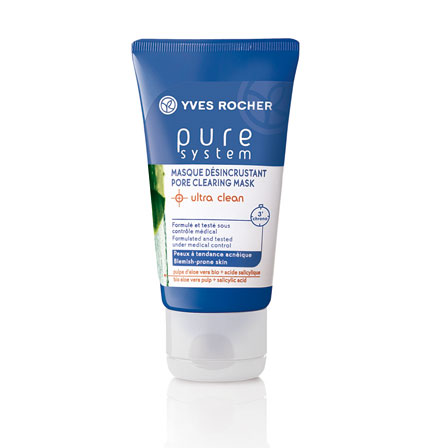 YVES ROCHER
pure
system
MASQUE DÉSINCRUSTANT
PORE CLEARING MASK
ultra clean
3'
chrono
Formulé et testé sous
contrôle médical
Formulated and tested
under medical control
Peaux à tendance acnéique
Blemish-prone skin
pulpe d'aloe vera bio + acide salicylique
bio aloe vera pulp + salicylic acid